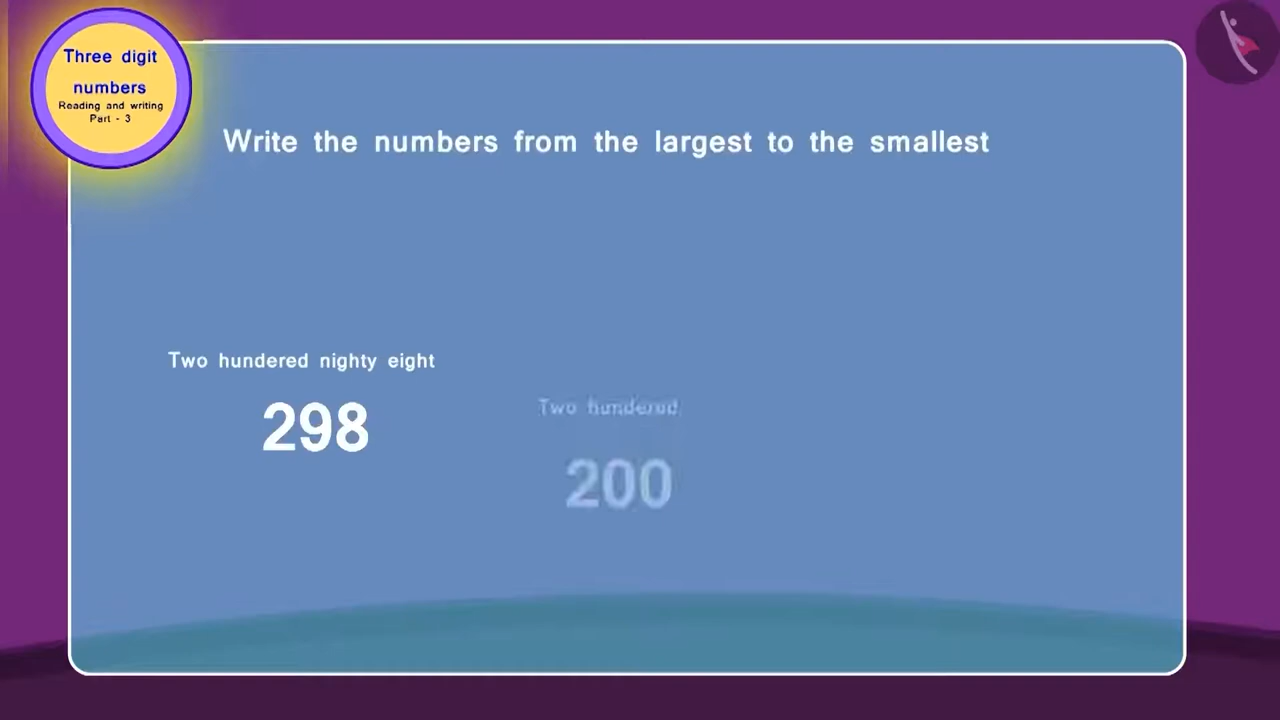 Three digit
numbers
Reading and writing
Part - 3
Write the numbers from the largest to the smallest
Two hundered nighty eight
298
Two hundered
200